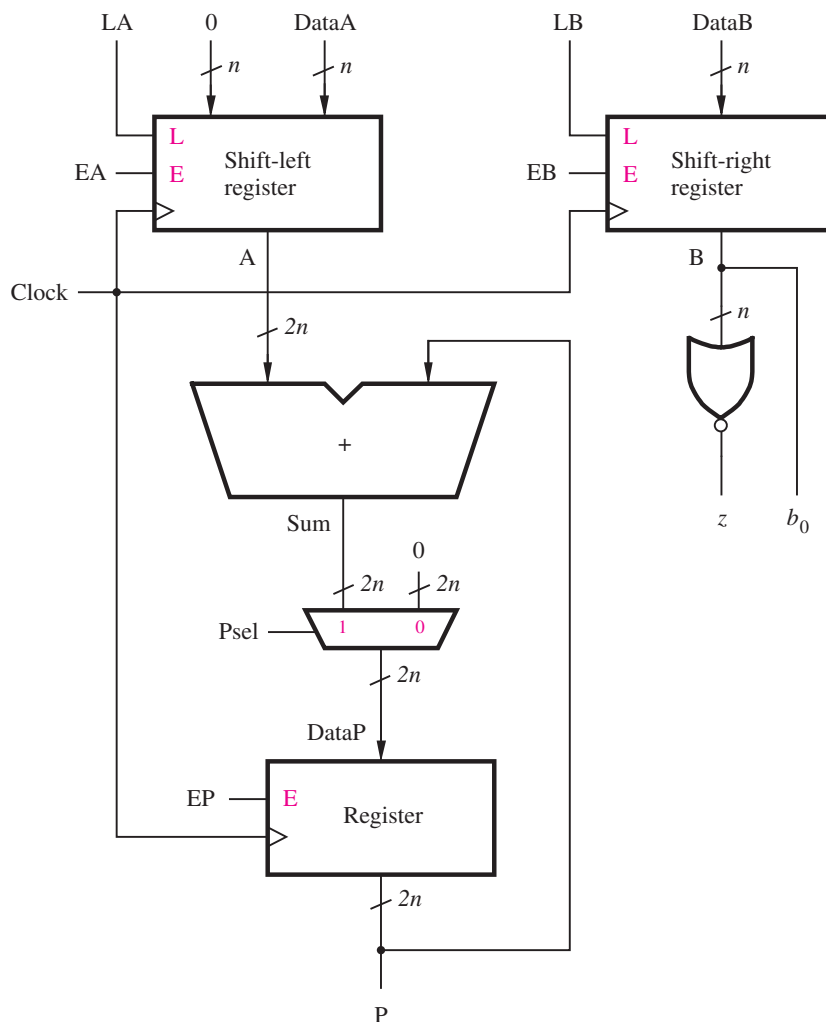 LA 0 DataA LB DataB
n n n
L L
Shift-left Shift-right
EA E register EB E register
A B
Clock
2n n
+
Sum z b0
0
2n 2n
Psel 1 0
2n
DataP
EP E Register
2n
P